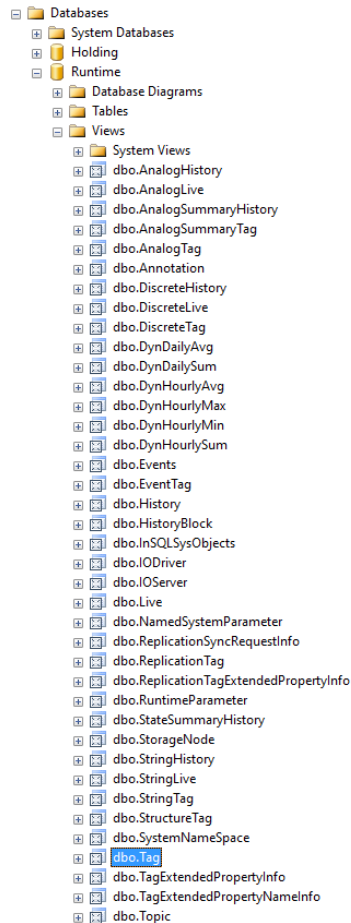 Databases
System Databases
Holding
Runtime
Database Diagrams
Tables
Views
System Views
dbo.AnalogHistory
dbo.AnalogLive
dbo.AnalogSummaryHistory
dbo.AnalogSummaryTag
dbo.AnalogTag
dbo.Annotation
dbo.DiscreteHistory
dbo.DiscreteLive
dbo.DiscreteTag
dbo.DynDailyAvg
dbo.DynDailySum
dbo.DynHourlyAvg
dbo.DynHourlyMax
dbo.DynHourlyMin
dbo.DynHourlySum
dbo.Events
dbo.EventTag
dbo.History
dbo.HistoryBlock
dbo.InSQLSysObjects
dbo.IODriver
dbo.IOServer
dbo.Live
dbo.NamedSystemParameter
dbo.ReplicationSyncRequestInfo
dbo.ReplicationTag
dbo.ReplicationTagExtendedPropertyInfo
dbo.RuntimeParameter
dbo.StateSummaryHistory
dbo.StorageNode
dbo.StringHistory
dbo.StringLive
dbo.StringTag
dbo.StructureTag
dbo.SystemNameSpace
dbo.Tag
dbo.TagExtendedPropertyInfo
dbo.TagExtendedPropertyNameInfo
dbo.Topic